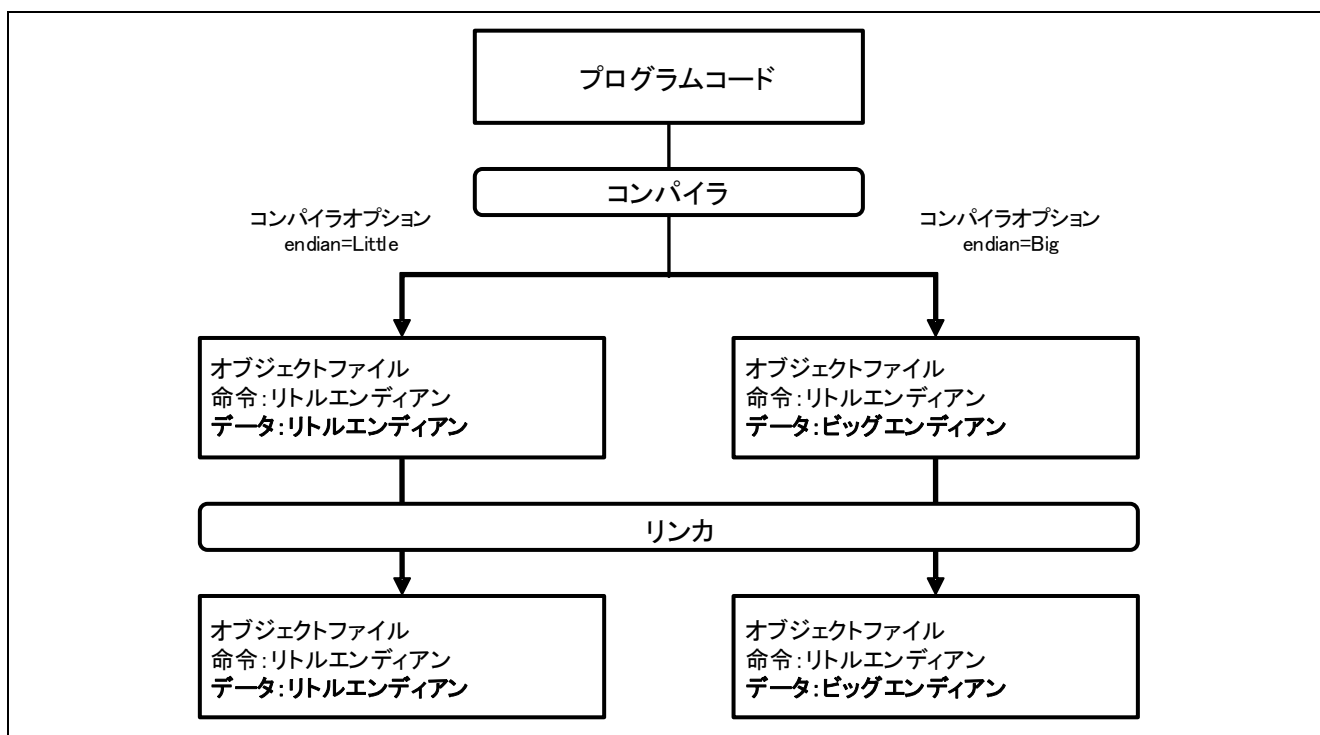 プログラムコード
コンパイラ
コンパイラオプション
endian=Little
コンパイラオプション
endian=Big
オブジェクトファイル
命令:リトルエンディアン
データ:リトルエンディアン
オブジェクトファイル
命令:リトルエンディアン
データ:ビッグエンディアン
リンカ
オブジェクトファイル
命令:リトルエンディアン
データ:リトルエンディアン
オブジェクトファイル
命令:リトルエンディアン
データ:ビッグエンディアン